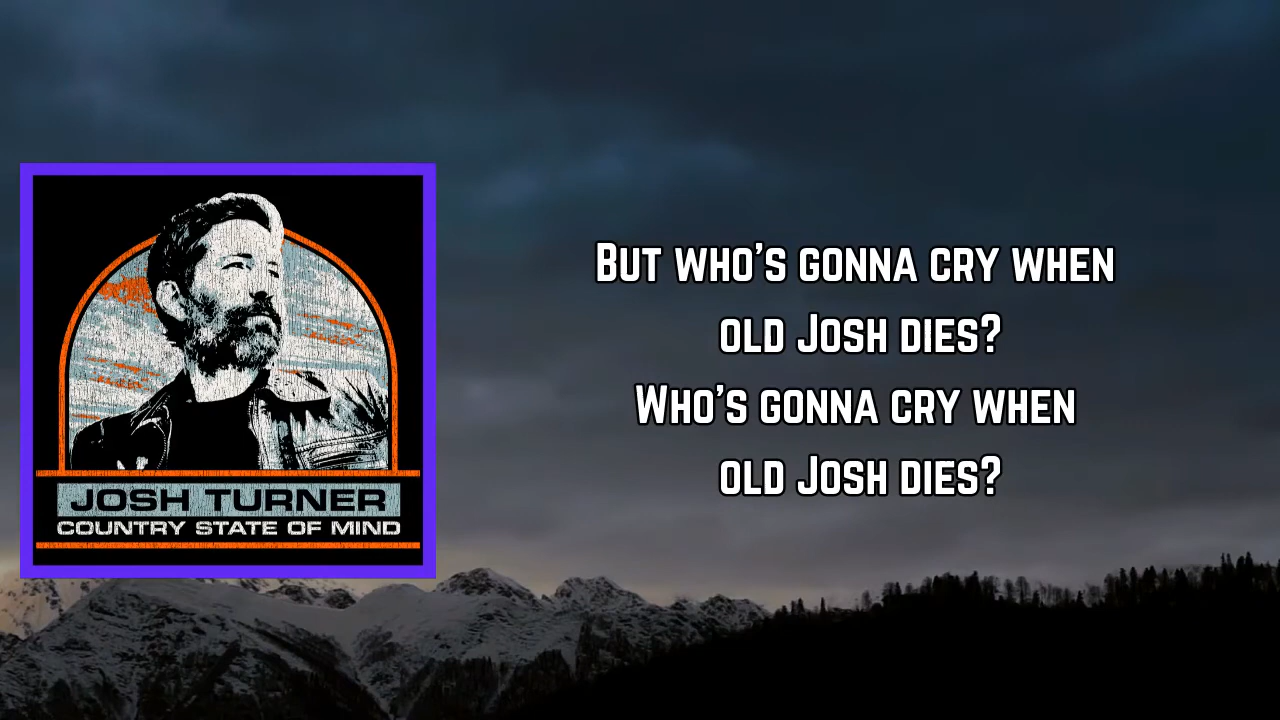 JOSH TURNER
COUNTRY STATE OF MIND
But who's gonna cry when
old Josh dies?
Who's gonna cry when
old Josh dies?